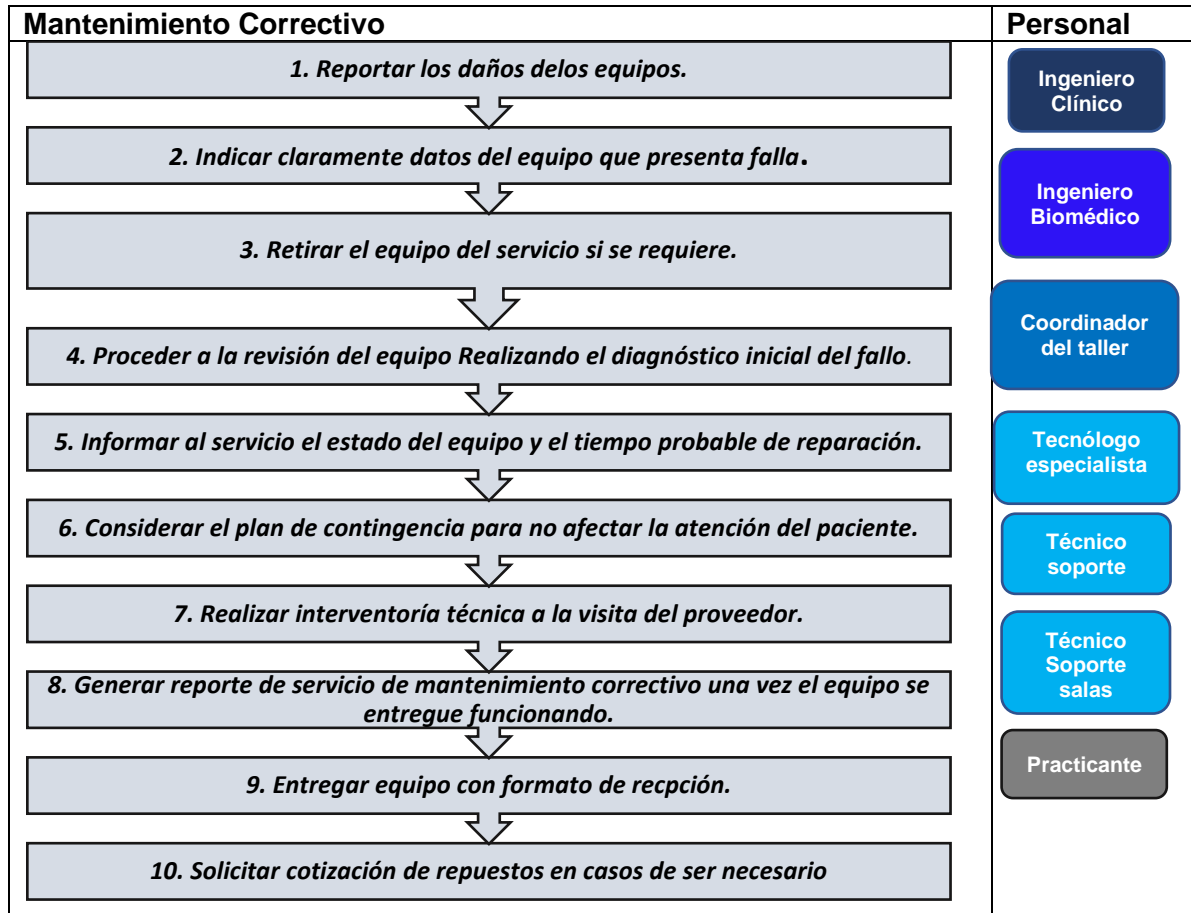 Mantenimiento Correctivo
Personal
1. Reportar los daños delos equipos.
2. Indicar claramente datos del equipo que presenta falla.
3. Retirar el equipo del servicio si se requiere.
4. Proceder a la revisión del equipo Realizando el diagnóstico inicial del fallo.
5. Informar al servicio el estado del equipo y el tiempo probable de reparación.
6. Considerar el plan de contingencia para no afectar la atención del paciente.
7. Realizar interventoría técnica a la visita del proveedor.
8. Generar reporte de servicio de mantenimiento correctivo una vez el equipo se
entregue funcionando.
9. Entregar equipo con formato de recpción.
10. Solicitar cotización de repuestos en casos de ser necesario
Ingeniero
Clínico
Ingeniero
Biomédico
Coordinador
del taller
Tecnólogo
especialista
Técnico
soporte
Técnico
Soporte
salas
Practicante